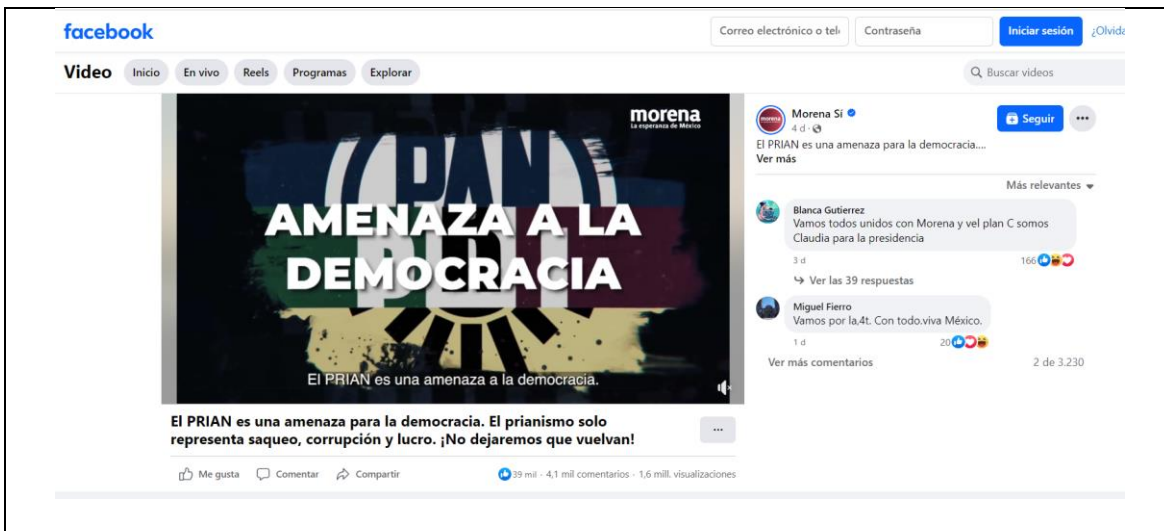 facebook
Correo electrónico o tel
Contraseña
Iniciar sesión
¿Olvida
Video
Inicio
En vivo
Reels
Programas
Explorar
Buscar videos
morena
La esperanza de México
PAN
AMENAZA A LA
DEMOCRACIA
El PRIAN es una amenaza a la democracia.
Morena Sí
4 d
Seguir
El PRIAN es una amenaza para la democracia....
Ver más
Más relevantes
Blanca Gutierrez
Vamos todos unidos con Morena y vel plan C somos
Claudia para la presidencia
3 d
166
Ver las 39 respuestas
Miguel Fierro
Vamos por la,4t. Con todo.viva México.
1 d
20
Ver más comentarios
2 de 3.230
El PRIAN es una amenaza para la democracia. El prianismo solo
representa saqueo, corrupción y lucro. ¡No dejaremos que vuelvan!
Me gusta
Comentar
Compartir
39 mil · 4,1 mil comentarios · 1,6 mill. visualizaciones